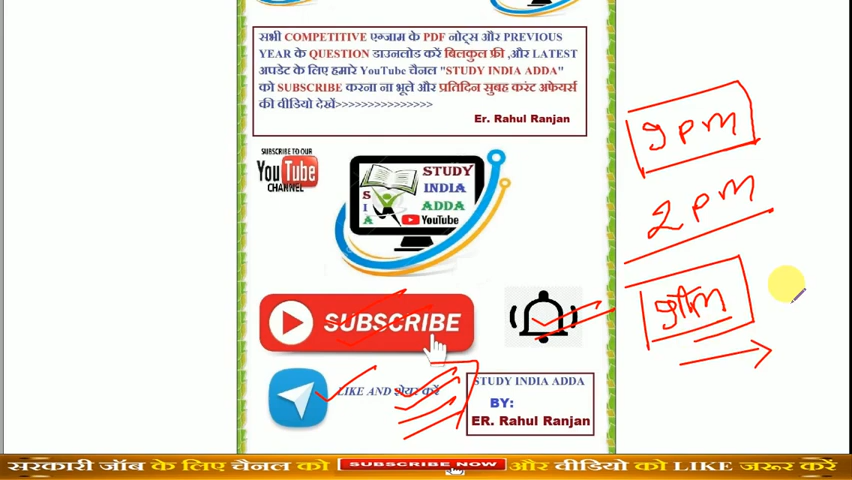 सभी COMPETITIVE एग्जाम के PDF नोट्स और PREVIOUS
YEAR के QUESTION डाउनलोड करें बिलकुल फ्री ,और LATEST
अपडेट के लिए हमारे YouTube चैनल "STUDY INDIA ADDA"
को SUBSCRIBE करना ना भूले और प्रतिदिन सुबह करंट अफेयर्स
की वीडियो देखें>>>>>>>>>>>>>>>
Er. Rahul Ranjan
SUBSCRIBE TO OUR
YouTube
CHANNEL
STUDY
INDIA
ADDA
YouTube
S
I
A
9 pm
2 pm
SUBSCRIBE
LIKE AND शेयर करें
STUDY INDIA ADDA
BY:
ER. Rahul Ranjan
सरकारी जॉब के लिए चैनल को SUBSCRIBE NOW और वीडियो को LIKE जरूर करें